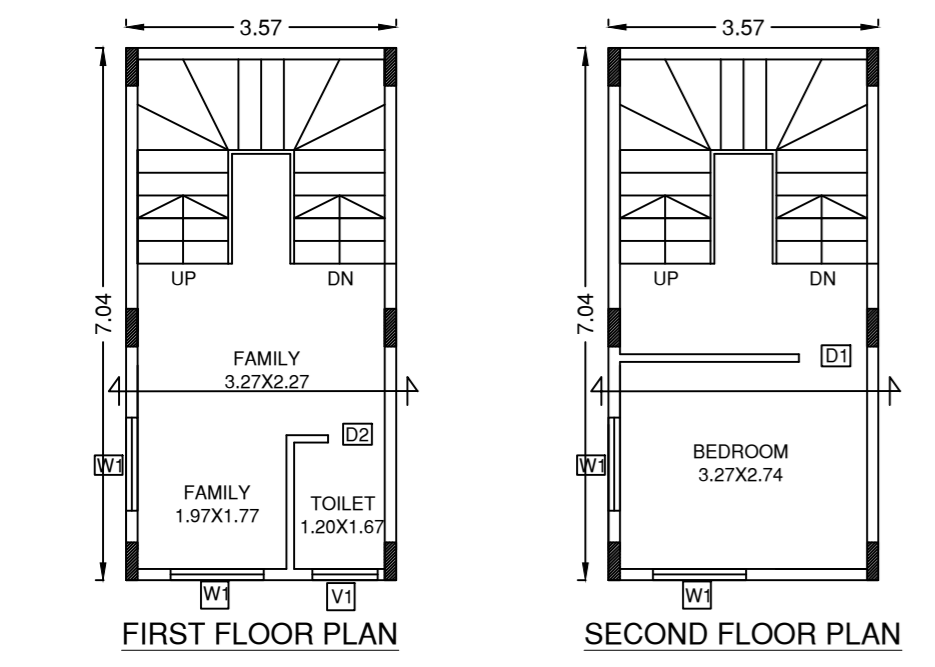 3.57
7.04
UP
DN
FAMILY
3.27X2.27
D2
W1
FAMILY
1.97X1.77
TOILET
1.20X1.67
W1
V1
FIRST FLOOR PLAN
3.57
7.04
UP
DN
D1
W1
BEDROOM
3.27X2.74
W1
SECOND FLOOR PLAN